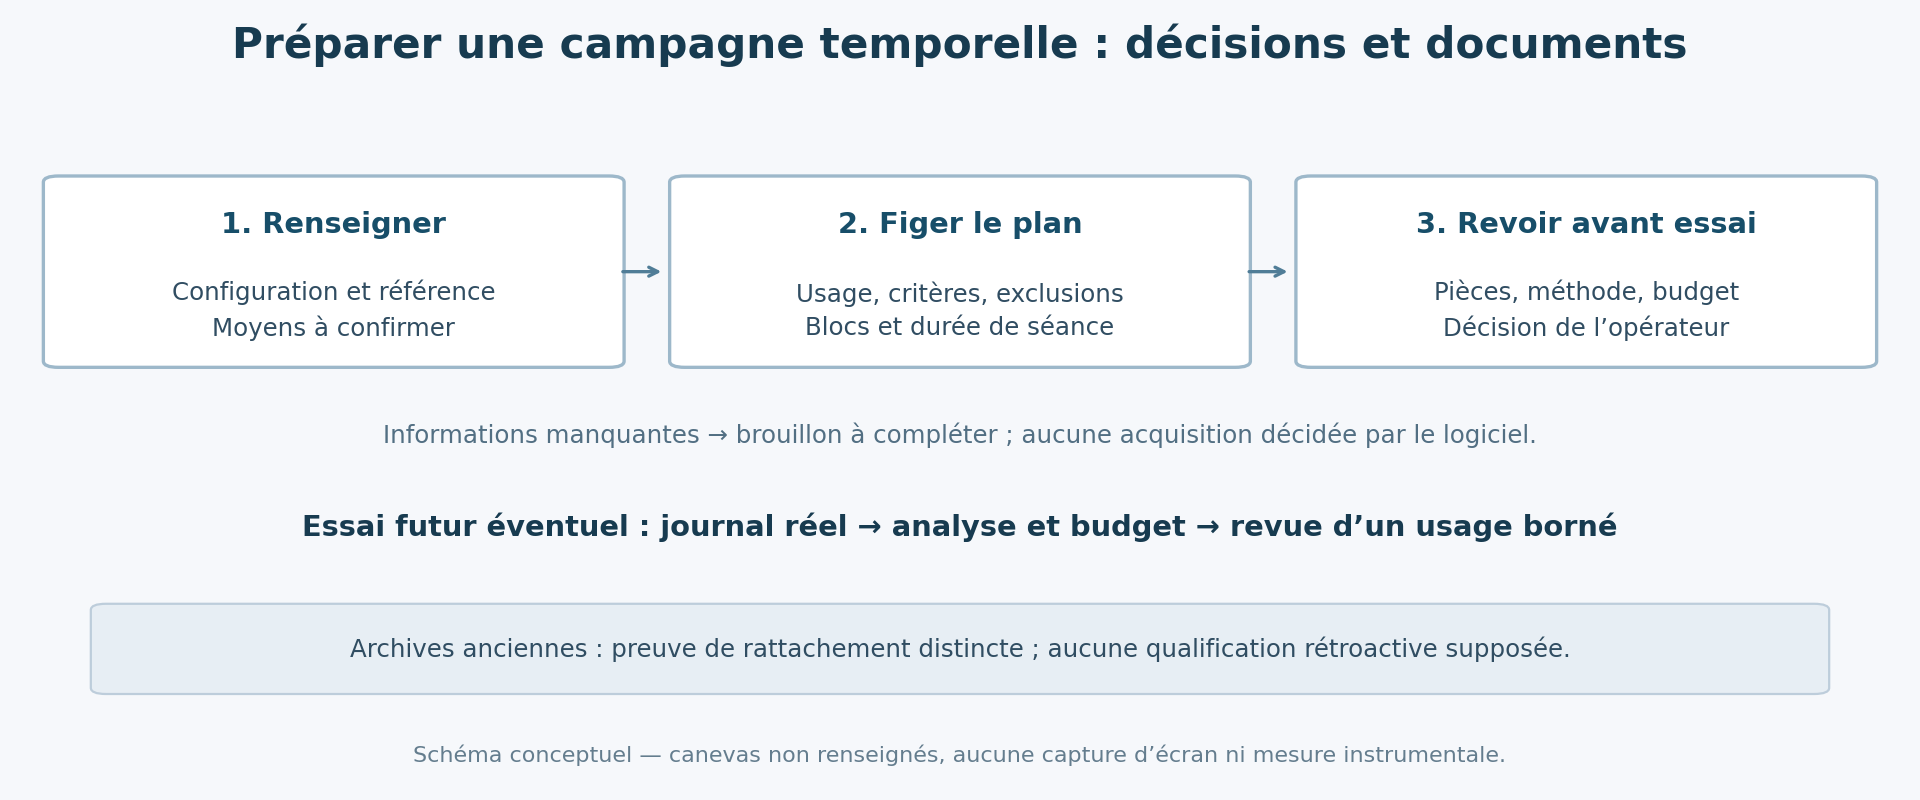 Préparer une campagne temporelle : décisions et documents
1. Renseigner
Configuration et référence
Moyens à confirmer
2. Figer le plan
Usage, critères, exclusions
Blocs et durée de séance
3. Revoir avant essai
Pièces, méthode, budget
Décision de l’opérateur
Informations manquantes → brouillon à compléter ; aucune acquisition décidée par le logiciel.
Essai futur éventuel : journal réel → analyse et budget → revue d’un usage borné
Archives anciennes : preuve de rattachement distincte ; aucune qualification rétroactive supposée.
Schéma conceptuel — canevas non renseignés, aucune capture d’écran ni mesure instrumentale.